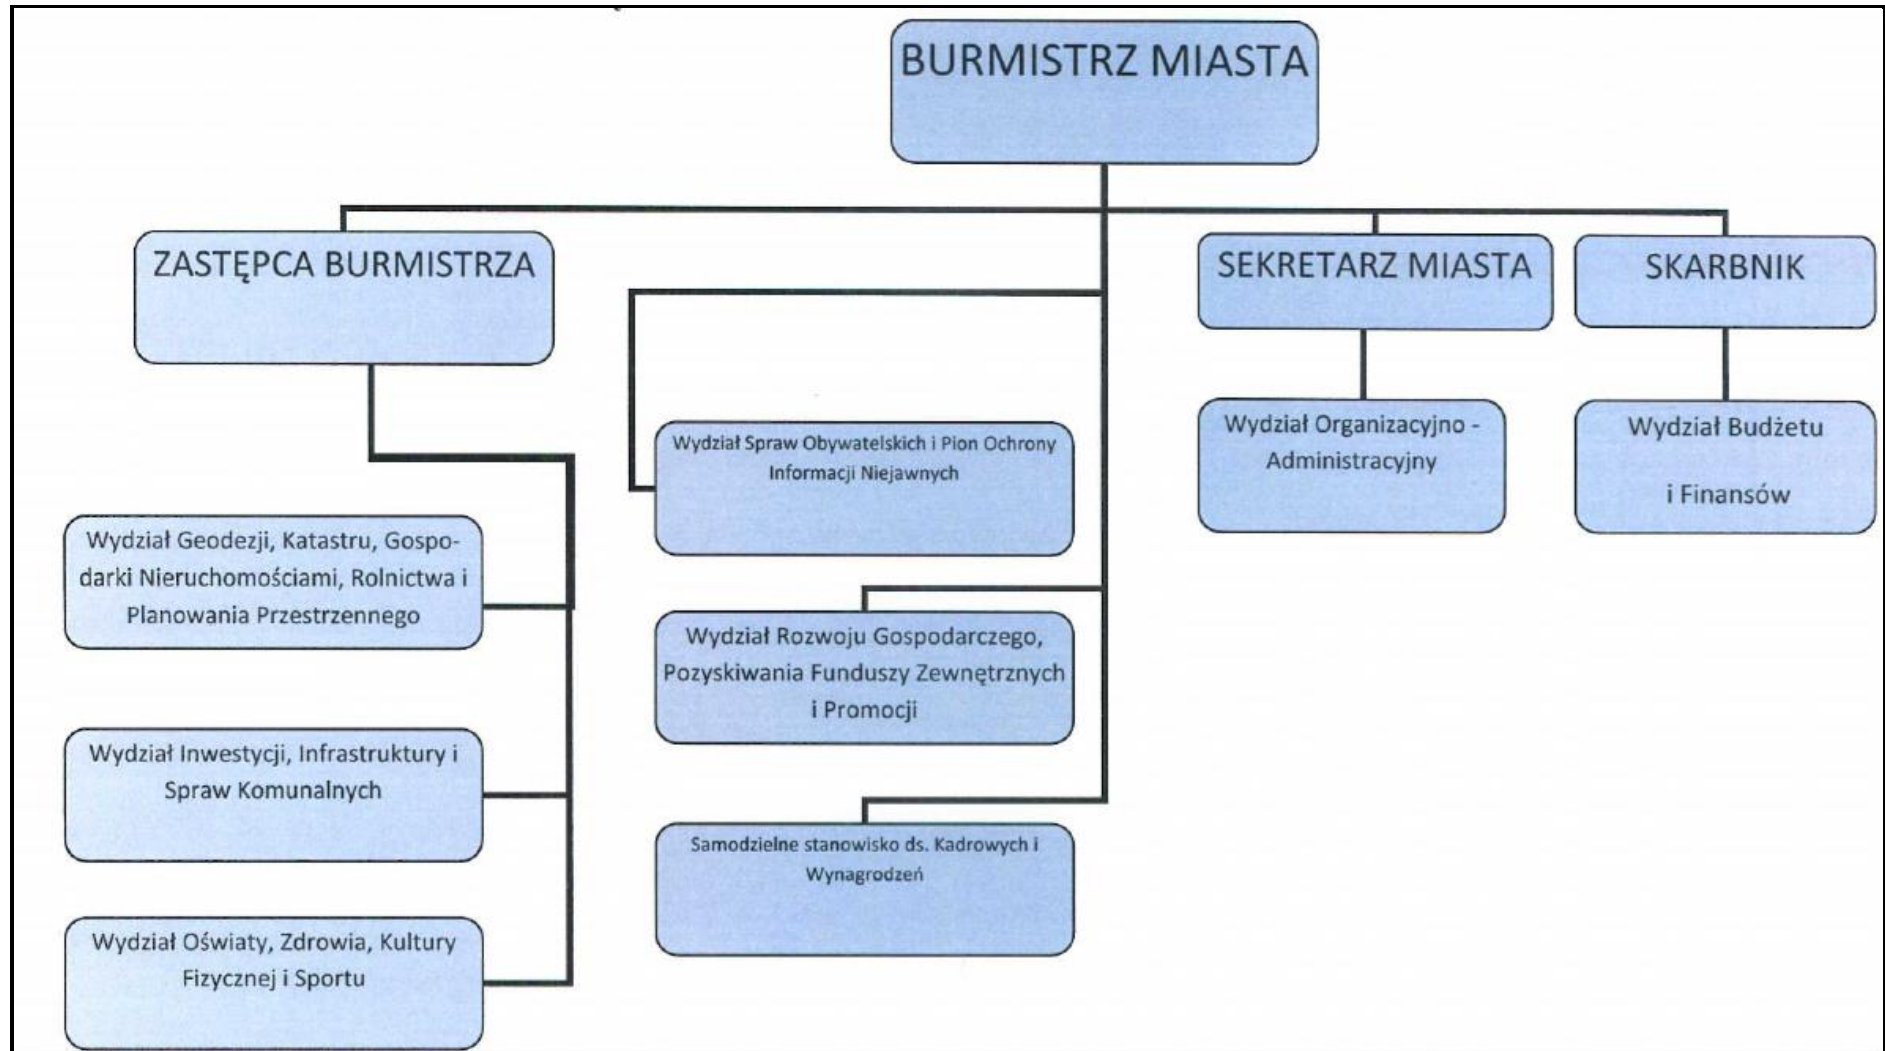 BURMISTRZ MIASTA
ZASTĘPCA BURMISTRZA
SEKRETARZ MIASTA
SKARBNIK
Wydział Spraw Obywatelskich i Pion Ochrony
Informacji Niejawnych
Wydział Organizacyjno -
Administracyjny
Wydział Budżetu
i Finansów
Wydział Geodezji, Katastru, Gospo-
darki Nieruchomościami, Rolnictwa i
Planowania Przestrzennego
Wydział Rozwoju Gospodarczego,
Pozyskiwania Funduszy Zewnętrznych
i Promocji
Wydział Inwestycji, Infrastruktury i
Spraw Komunalnych
Samodzielne stanowisko ds. Kadrowych i
Wynagrodzeń
Wydział Oświaty, Zdrowia, Kultury
Fizycznej i Sportu